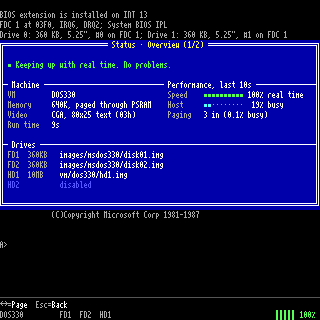 BIOS extension is installed on INT 13
FDC 1 at 03F0, IRQ6, DRQ2; System BIOS IPL
Drive 0: 360 KB, 5.25", #0 on FDC 1; Drive 1: 360 KB, 5.25", #1 on FDC 1
Status · Overview (1/2)
Keeping up with real time. No problems.
Machine
VM DOS330
Memory 640K, paged through PSRAM
Video CGA, 80x25 text (03h)
Run time 9s
Performance, last 10s
Speed 100% real time
Host 19% busy
Paging 3 in (0.1% busy)
Drives
FD1 360KB images/msdos330/disk01.img
FD2 360KB images/msdos330/disk02.img
HD1 10MB vm/dos330/hd1.img
HD2 disabled
(C)Copyright Microsoft Corp 1981-1987
A>
↔=Page Esc=Back
DOS330 FD1 FD2 HD1 100%